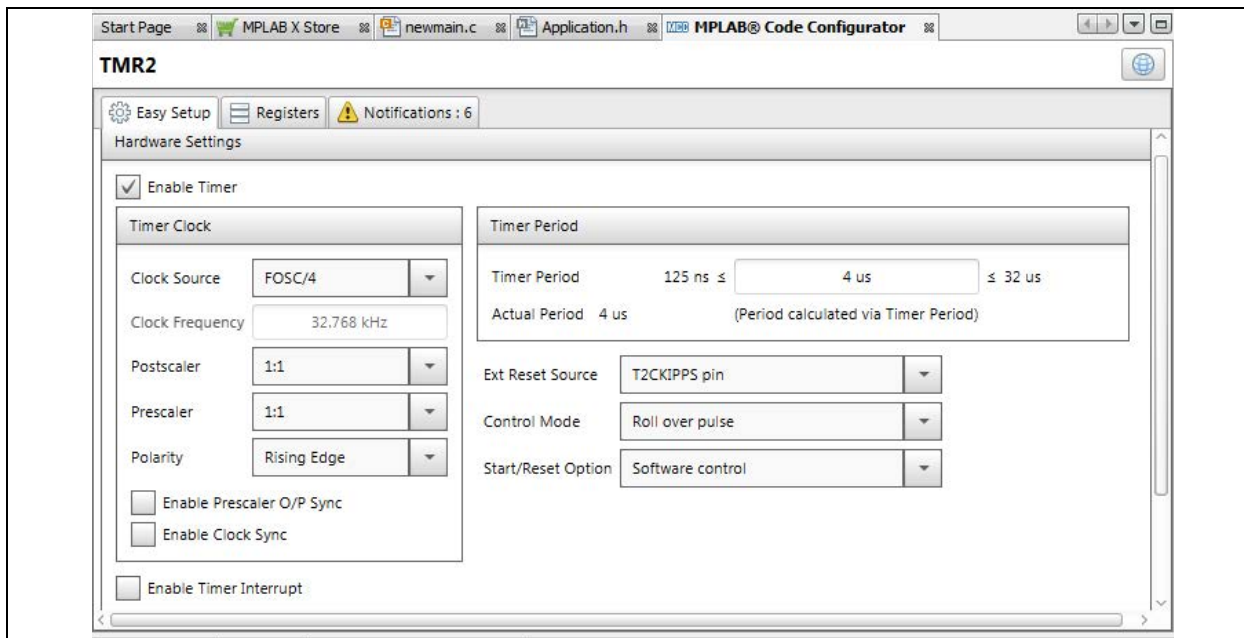 Start Page MPLAB X Store newmain.c Application.h MPLAB® Code Configurator
TMR2
Easy Setup Registers Notifications : 6
Hardware Settings
Enable Timer
Timer Clock
Clock Source FOSC/4
Clock Frequency 32.768 kHz
Postscaler 1:1
Prescaler 1:1
Polarity Rising Edge
Enable Prescaler O/P Sync
Enable Clock Sync
Timer Period
Timer Period 125 ns ≤ 4 us ≤ 32 us
Actual Period 4 us (Period calculated via Timer Period)
Ext Reset Source T2CKIPPS pin
Control Mode Roll over pulse
Start/Reset Option Software control
Enable Timer Interrupt